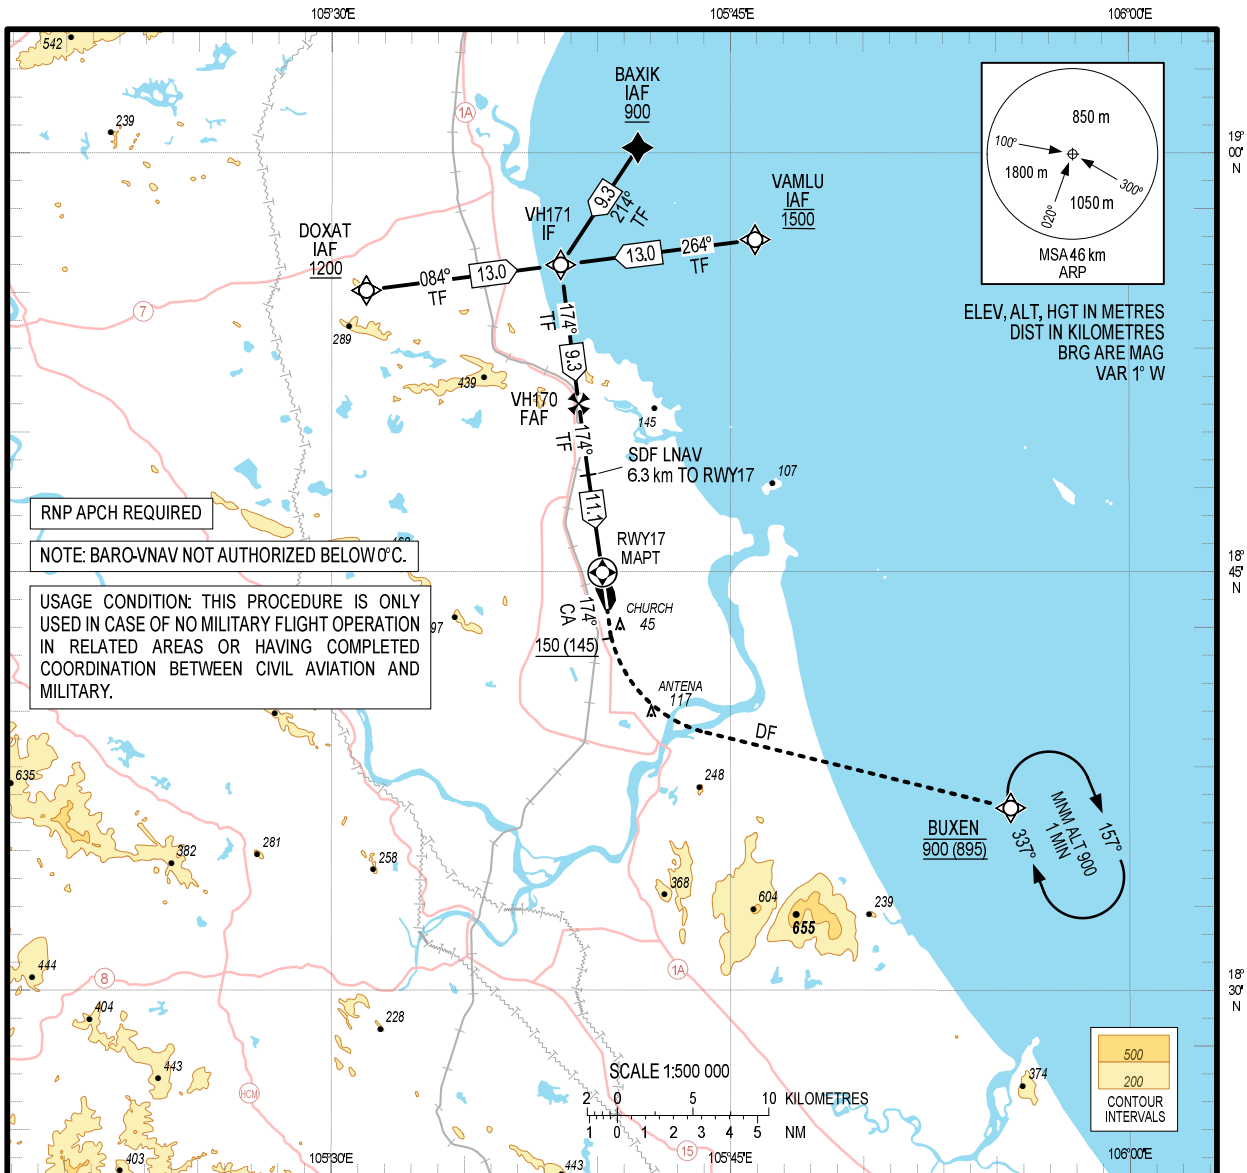 105°30'E
105°45'E
106°00'E
542
239
1A
BAXIK
IAF
900
9.3
214°
TF
VAMLU
IAF
1500
264°
13.0
TF
VH171
IF
DOXAT
IAF
1200
084°
TF
13.0
850 m
100°
1800 m
300°
020°
1050 m
MSA 46 km
ARP
19°
00'
N
ELEV, ALT, HGT IN METRES
DIST IN KILOMETRES
BRG ARE MAG
VAR 1° W
7
289
439
174°
TF
9.3
VH170
FAF
145
174°
TF
SDF LNAV
6.3 km TO RWY17
107
11.1
RNP APCH REQUIRED
NOTE: BARO-VNAV NOT AUTHORIZED BELOW 0°C.
USAGE CONDITION: THIS PROCEDURE IS ONLY
USED IN CASE OF NO MILITARY FLIGHT OPERATION
IN RELATED AREAS OR HAVING COMPLETED
COORDINATION BETWEEN CIVIL AVIATION AND
MILITARY.
97
RWY17
MAPT
18°
45'
N
174°
CA
CHURCH
45
150 (145)
ANTENA
117
DF
635
382
281
258
248
BUXEN
900 (895)
MNM ALT 900
1 MIN
157°
337°
368
604
655
239
444
8
404
443
228
1A
18°
30'
N
HCM
403
SCALE 1:500 000
2 0 5 10 KILOMETRES
1 0 1 2 3 4 5 NM
15
443
374
500
200
CONTOUR
INTERVALS
105°30'E
105°45'E
106°00'E